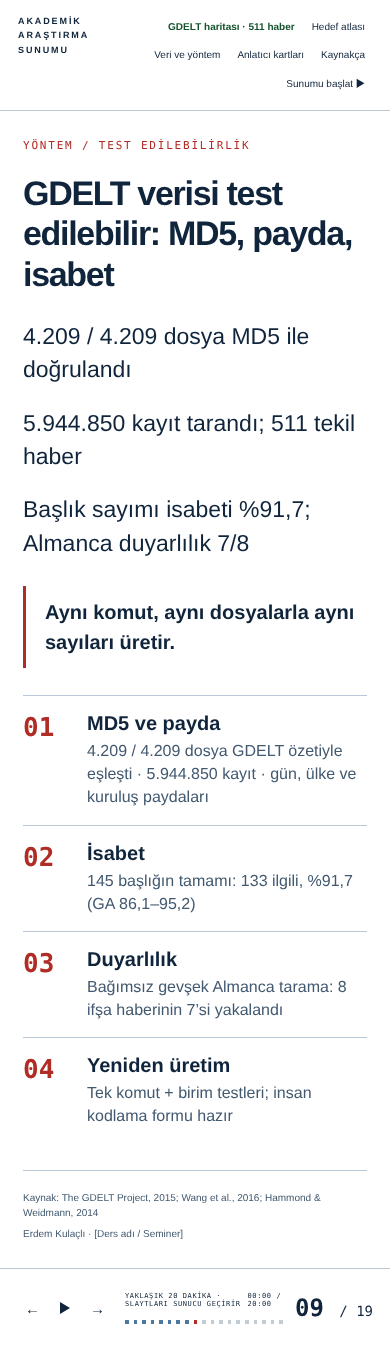 AKADEMİK
ARAŞTIRMA
SUNUMU
GDELT haritası · 511 haber Hedef atlası
Veri ve yöntem Anlatıcı kartları Kaynakça
Sunumu başlat ▶
YÖNTEM / TEST EDİLEBİLİRLİK
GDELT verisi test
edilebilir: MD5, payda,
isabet
4.209 / 4.209 dosya MD5 ile
doğrulandı
5.944.850 kayıt tarandı; 511 tekil
haber
Başlık sayımı isabeti %91,7;
Almanca duyarlılık 7/8
Aynı komut, aynı dosyalarla aynı
sayıları üretir.
01 MD5 ve payda
4.209 / 4.209 dosya GDELT özetiyle
eşleşti · 5.944.850 kayıt · gün, ülke ve
kuruluş paydaları
02 İsabet
145 başlığın tamamı: 133 ilgili, %91,7
(GA 86,1–95,2)
03 Duyarlılık
Bağımsız gevşek Almanca tarama: 8
ifşa haberinin 7’si yakalandı
04 Yeniden üretim
Tek komut + birim testleri; insan
kodlama formu hazır
Kaynak: The GDELT Project, 2015; Wang et al., 2016; Hammond &
Weidmann, 2014
Erdem Kulaçlı · [Ders adı / Seminer]
← ▶ →
YAKLAŞIK 20 DAKİKA ·
SLAYTLARI SUNUCU GEÇİRİR
00:00 /
20:00
09 / 19